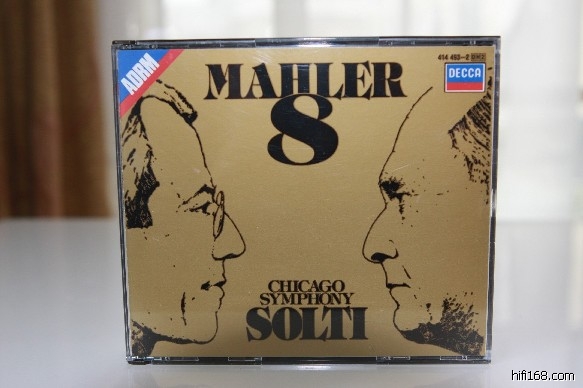 ADRM
MAHLER
8
414 493-2
DECCA
CHICAGO
SYMPHONY
SOLTI
hifi168.com